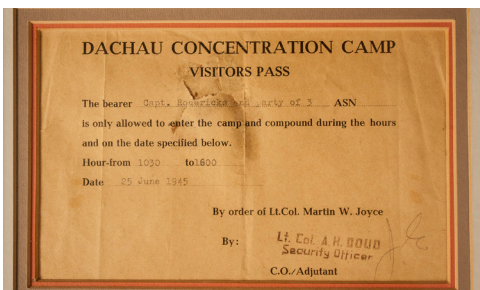 DACHAU CONCENTRATION CAMP
VISITORS PASS
The bearer Capt. party of 3 ASN
is only allowed to enter the camp and compound during the hours
and on the date specified below.
Hour-from 1030 to1600
Date 25 June 1945
By order of Lt.Col. Martin W. Joyce
By: Lt. Col. A H DOUD
Security Officer
C.O./Adjutant